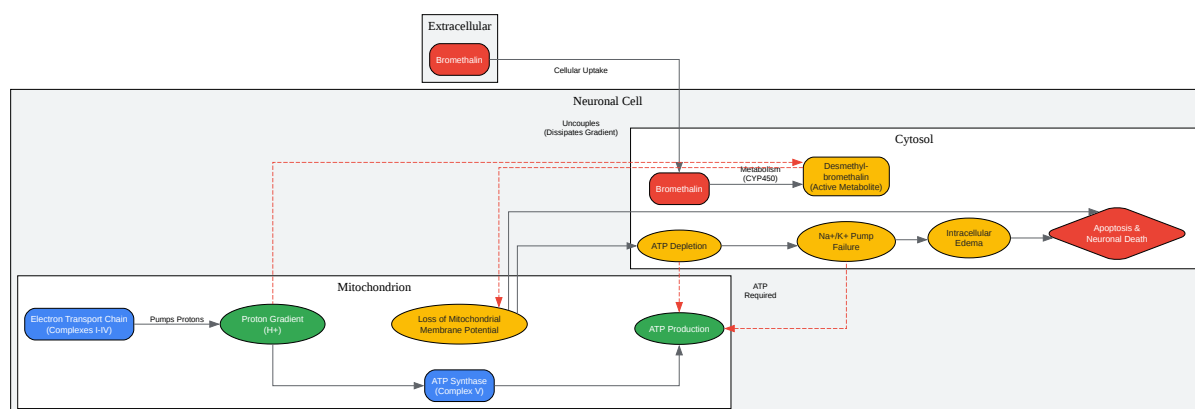 Extracellular
Bromethalin
Cellular Uptake
Neuronal Cell
Uncouples
(Dissipates Gradient)
Cytosol
Bromethalin
Metabolism
(CYP450)
Desmethyl-
bromethalin
(Active Metabolite)
ATP Depletion
Na+/K+ Pump
Failure
Intracellular
Edema
Apoptosis &
Neuronal Death
Mitochondrion
ATP
Required
Electron Transport Chain
(Complexes I-IV)
Pumps Protons
Proton Gradient
(H+)
Loss of Mitochondrial
Membrane Potential
ATP Production
ATP Synthase
(Complex V)